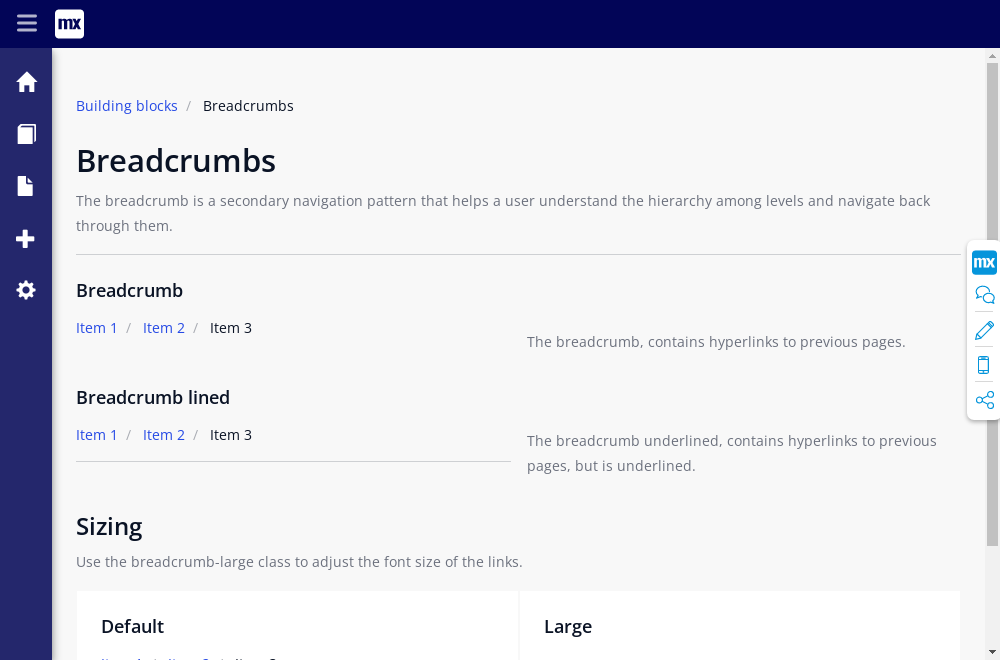 mx
Building blocks / Breadcrumbs
Breadcrumbs
The breadcrumb is a secondary navigation pattern that helps a user understand the hierarchy among levels and navigate back
through them.
mx
Breadcrumb
Item 1 / Item 2 / Item 3
The breadcrumb, contains hyperlinks to previous pages.
Breadcrumb lined
Item 1 / Item 2 / Item 3
The breadcrumb underlined, contains hyperlinks to previous
pages, but is underlined.
Sizing
Use the breadcrumb-large class to adjust the font size of the links.
Default
Large